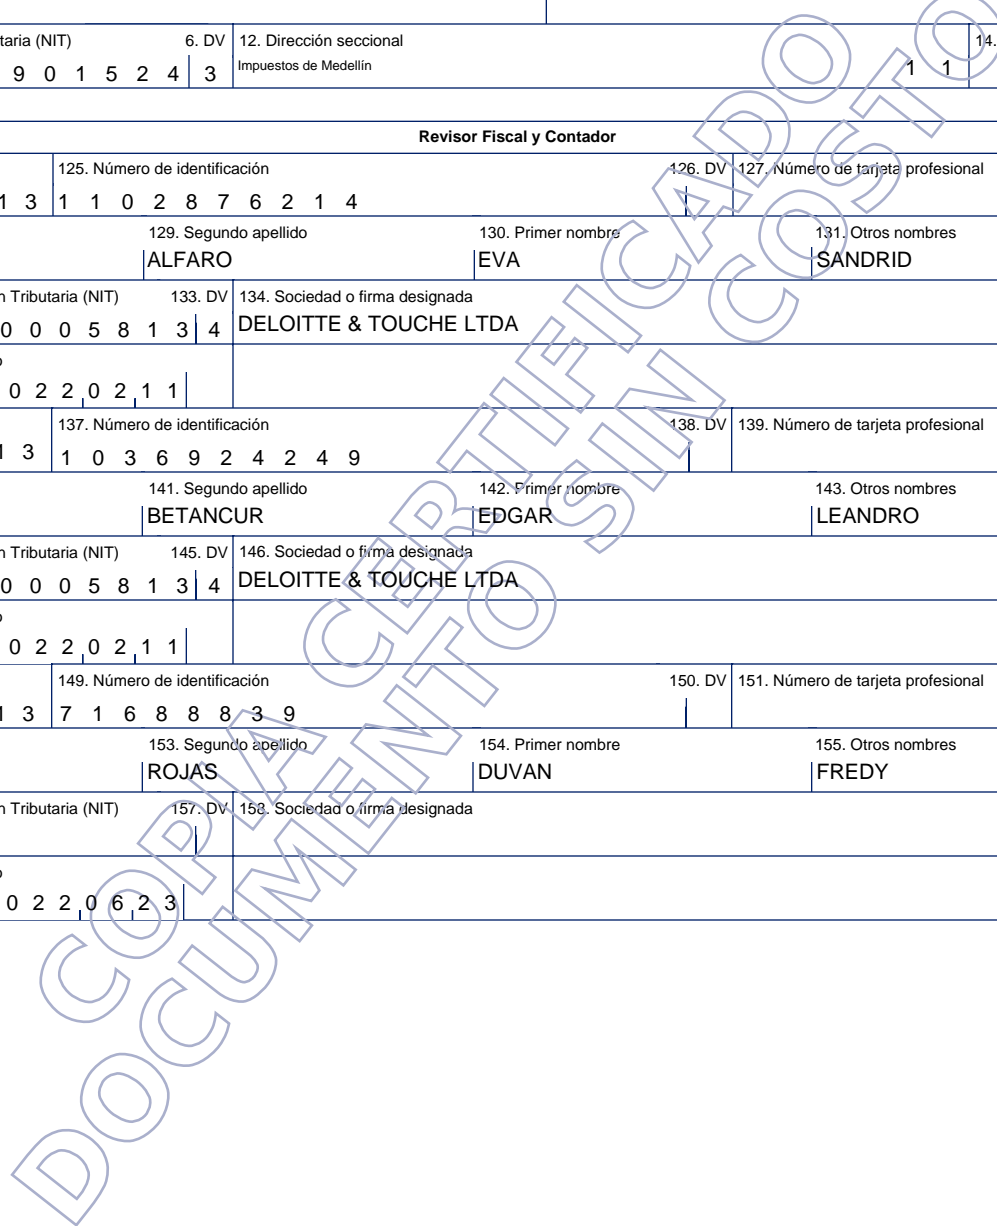 taria (NIT) 6. DV 12. Dirección seccional 14.
9 0 1 5 2 4 3 Impuestos de Medellín 1 1
Revisor Fiscal y Contador
125. Número de identificación 126. DV 127. Número de tarjeta profesional
1 3 1 1 0 2 8 7 6 2 1 4
129. Segundo apellido 130. Primer nombre 131. Otros nombres
ALFARO EVA SANDRID
n Tributaria (NIT) 133. DV 134. Sociedad o firma designada
0 0 0 5 8 1 3 4 DELOITTE & TOUCHE LTDA
o
0 2 2 0 2 1 1
137. Número de identificación 138. DV 139. Número de tarjeta profesional
1 3 1 0 3 6 9 2 4 2 4 9
141. Segundo apellido 142. Primer nombre 143. Otros nombres
BETANCUR EDGAR LEANDRO
n Tributaria (NIT) 145. DV 146. Sociedad o firma designada
0 0 0 5 8 1 3 4 DELOITTE & TOUCHE LTDA
o
0 2 2 0 2 1 1
149. Número de identificación 150. DV 151. Número de tarjeta profesional
1 3 7 1 6 8 8 8 3 9
153. Segundo apellido 154. Primer nombre 155. Otros nombres
ROJAS DUVAN FREDY
n Tributaria (NIT) 157. DV 158. Sociedad o firma designada
o
0 2 2 0 6 2 3
COPIA CERTIFICADO
DOCUMENTO SIN COSTO